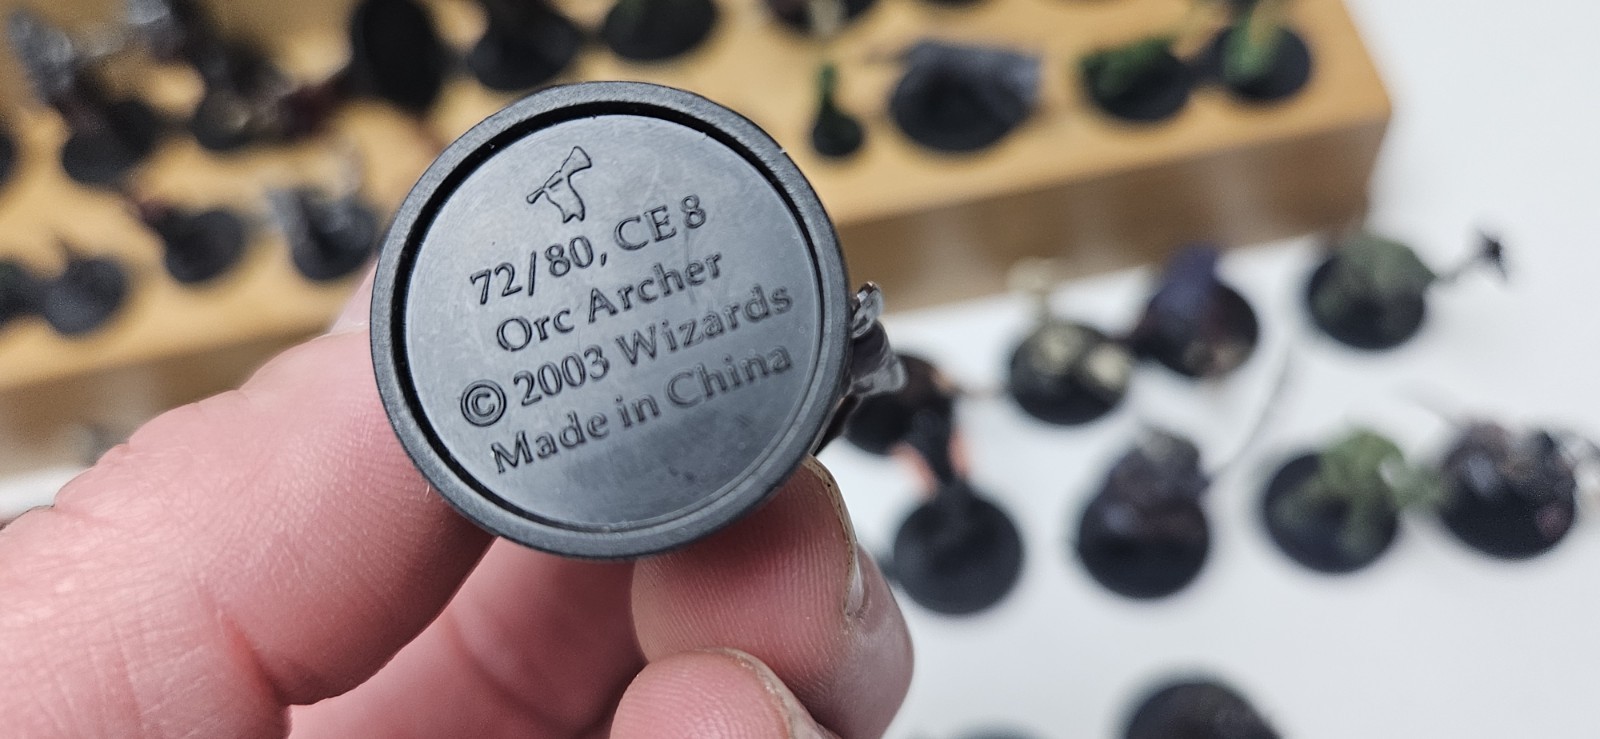 72/80, CE 8
Orc Archer
© 2003 Wizards
Made in China